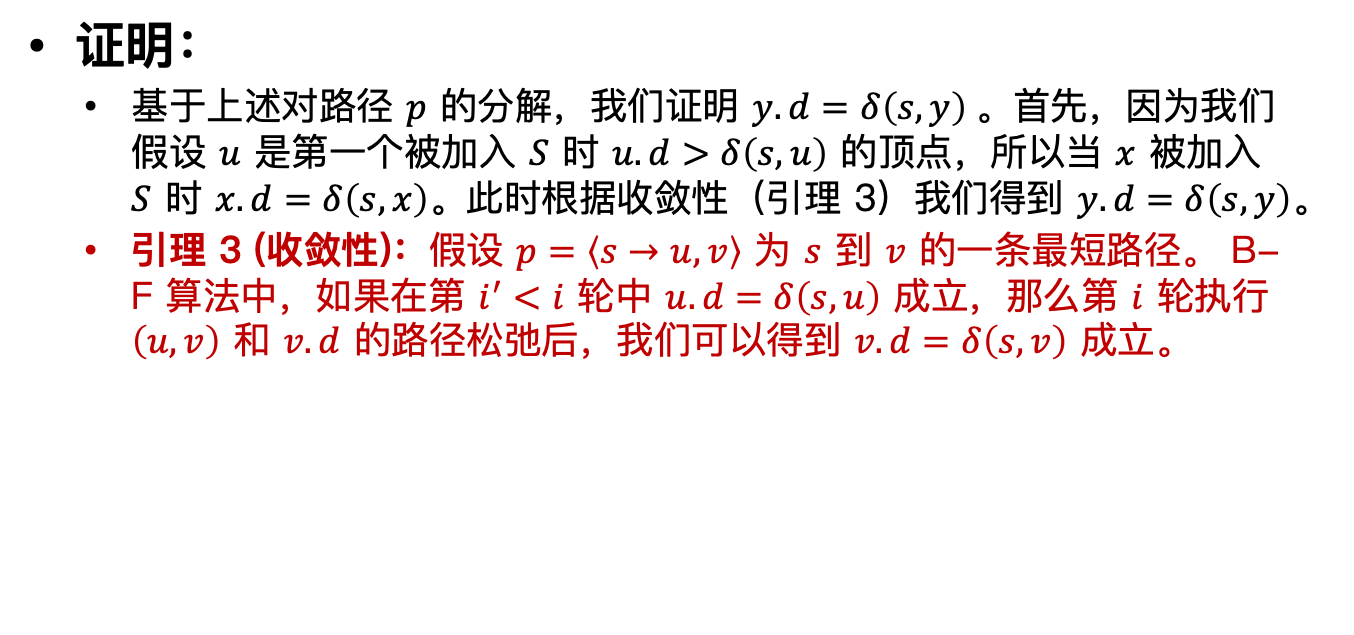 • 证明：
• 基于上述对路径 p 的分解，我们证明 y.d = δ(s,y) 。首先，因为我们
假设 u 是第一个被加入 S 时 u.d > δ(s,u) 的顶点，所以当 x 被加入
S 时 x.d = δ(s,x)。此时根据收敛性（引理 3）我们得到 y.d = δ(s,y)。
• 引理 3 (收敛性)：假设 p = ⟨s → u, v⟩ 为 s 到 v 的一条最短路径。 B–
F 算法中，如果在第 i′ < i 轮中 u.d = δ(s,u) 成立，那么第 i 轮执行
(u,v) 和 v.d 的路径松弛后，我们可以得到 v.d = δ(s,v) 成立。